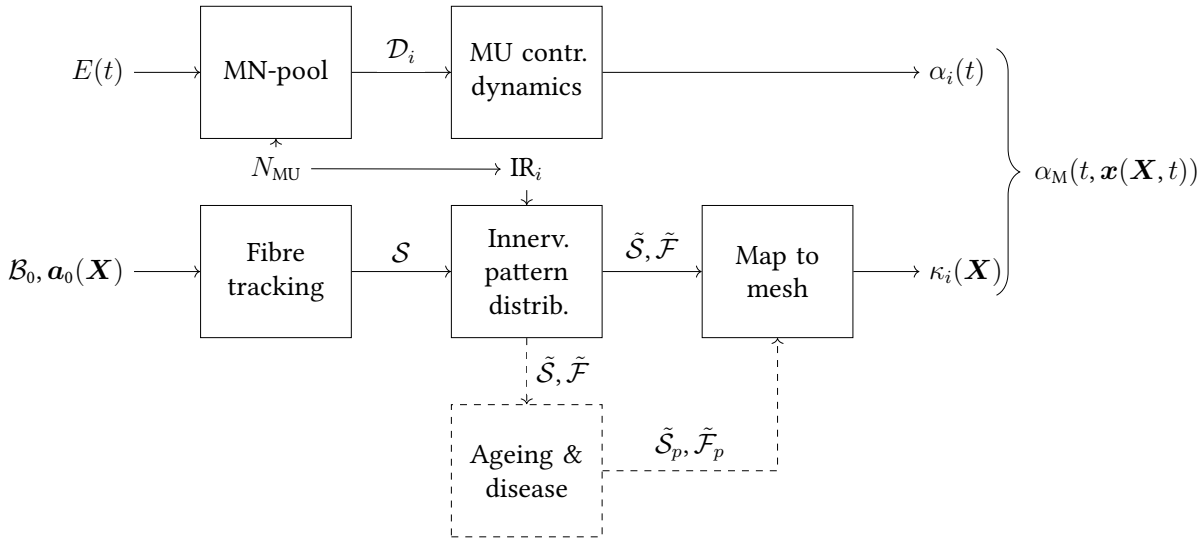 E(t)
MN-pool
𝒟ᵢ
MU contr.
dynamics
αᵢ(t)
N_MU
IRᵢ
α_M(t, 𝒙(𝑿, t))
ℬ₀, 𝒂₀(𝑿)
Fibre
tracking
𝒮
Innerv.
pattern
distrib.
𝒮̃, ℱ̃
Map to
mesh
κᵢ(𝑿)
𝒮̃, ℱ̃
Ageing &
disease
𝒮̃ₚ, ℱ̃ₚ